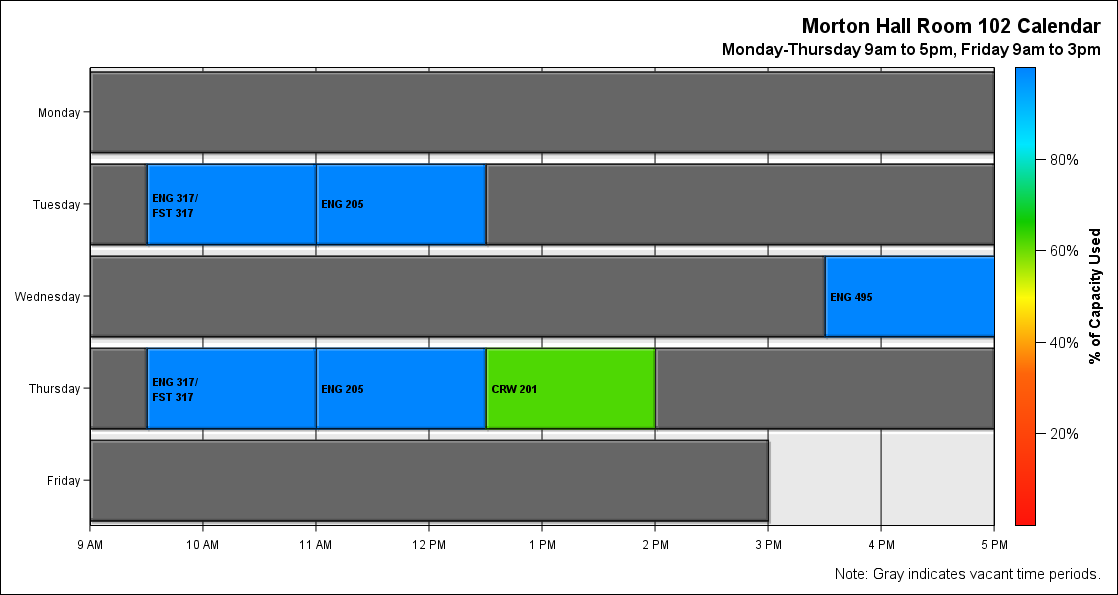 Morton Hall Room 102 Calendar
Monday-Thursday 9am to 5pm, Friday 9am to 3pm
Monday
Tuesday
ENG 317/
FST 317
ENG 205
Wednesday
ENG 495
Thursday
ENG 317/
FST 317
ENG 205
CRW 201
Friday
9 AM
10 AM
11 AM
12 PM
1 PM
2 PM
3 PM
4 PM
5 PM
80%
60%
40%
20%
% of Capacity Used
Note: Gray indicates vacant time periods.